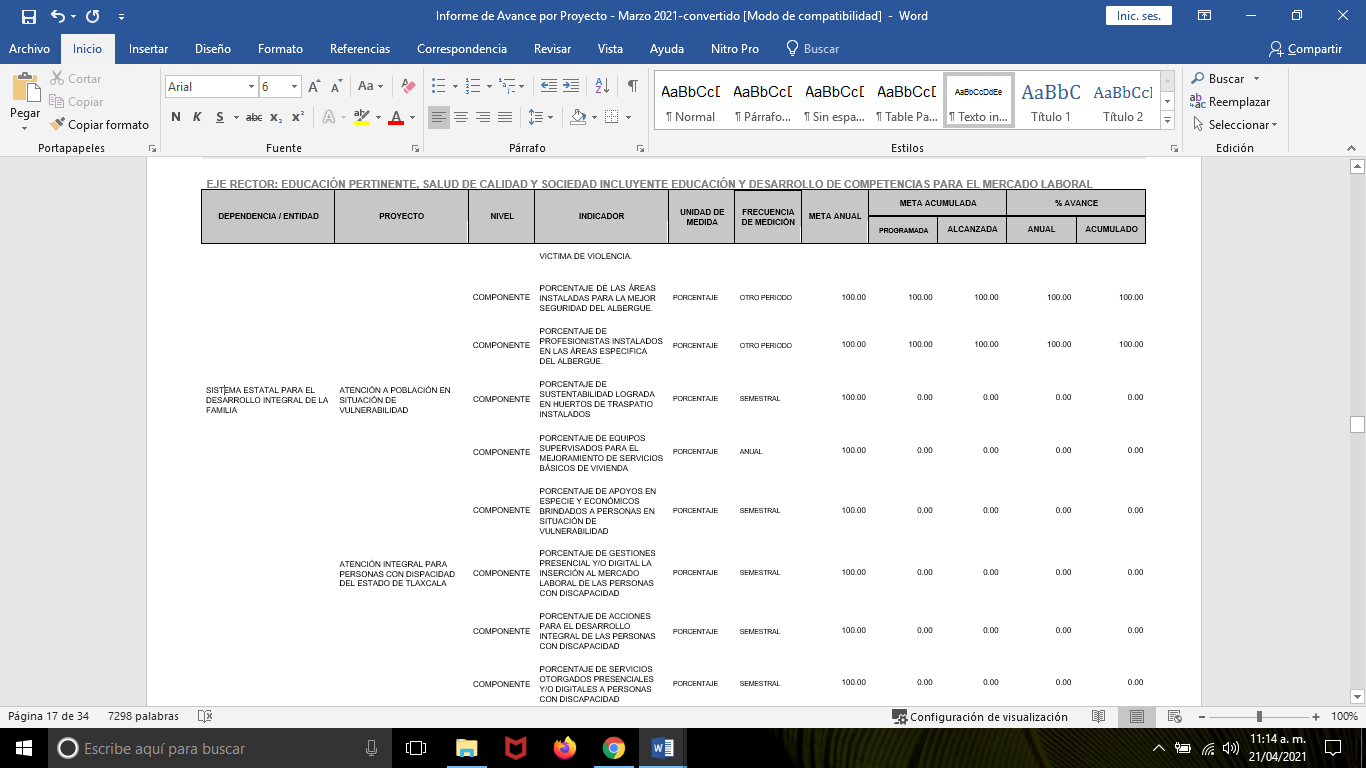 Informe de Avance por Proyecto - Marzo 2021-convertido [Modo de compatibilidad] - Word
Inic. ses.
Archivo Inicio Insertar Diseño Formato Referencias Correspondencia Revisar Vista Ayuda Nitro Pro Buscar Compartir
Pegar
Cortar
Copiar
Copiar formato
Portapapeles
Arial 6
N K S abc x₂ x²
Fuente
Párrafo
AaBbCcD AaBbCcD AaBbCcD AaBbCcD AaBbCcDdEe AaBbC AaBbCcI
¶ Normal ¶ Párrafo... ¶ Sin espa... ¶ Table Pa... ¶ Texto in... Título 1 Título 2
Estilos
Buscar
Reemplazar
Seleccionar
Edición
EJE RECTOR: EDUCACIÓN PERTINENTE, SALUD DE CALIDAD Y SOCIEDAD INCLUYENTE EDUCACIÓN Y DESARROLLO DE COMPETENCIAS PARA EL MERCADO LABORAL
DEPENDENCIA / ENTIDAD
PROYECTO
NIVEL
INDICADOR
UNIDAD DE
MEDIDA
FRECUENCIA
DE MEDICIÓN
META ANUAL
META ACUMULADA
PROGRAMADA ALCANZADA
% AVANCE
ANUAL ACUMULADO
VICTIMA DE VIOLENCIA.
COMPONENTE
PORCENTAJE DE LAS ÁREAS
INSTALADAS PARA LA MEJOR
SEGURIDAD DEL ALBERGUE.
PORCENTAJE OTRO PERIODO 100.00 100.00 100.00 100.00 100.00
COMPONENTE
PORCENTAJE DE
PROFESIONISTAS INSTALADOS
EN LAS ÁREAS ESPECIFICA
DEL ALBERGUE.
PORCENTAJE OTRO PERIODO 100.00 100.00 100.00 100.00 100.00
SISTEMA ESTATAL PARA EL
DESARROLLO INTEGRAL DE LA
FAMILIA
ATENCIÓN A POBLACIÓN EN
SITUACIÓN DE
VULNERABILIDAD
COMPONENTE
PORCENTAJE DE
SUSTENTABILIDAD LOGRADA
EN HUERTOS DE TRASPATIO
INSTALADOS
PORCENTAJE SEMESTRAL 100.00 0.00 0.00 0.00 0.00
COMPONENTE
PORCENTAJE DE EQUIPOS
SUPERVISADOS PARA EL
MEJORAMIENTO DE SERVICIOS
BÁSICOS DE VIVIENDA
PORCENTAJE ANUAL 100.00 0.00 0.00 0.00 0.00
COMPONENTE
PORCENTAJE DE APOYOS EN
ESPECIE Y ECONÓMICOS
BRINDADOS A PERSONAS EN
SITUACIÓN DE
VULNERABILIDAD
PORCENTAJE SEMESTRAL 100.00 0.00 0.00 0.00 0.00
ATENCIÓN INTEGRAL PARA
PERSONAS CON DISPACIDAD
DEL ESTADO DE TLAXCALA
COMPONENTE
PORCENTAJE DE GESTIONES
PRESENCIAL Y/O DIGITAL LA
INSERCIÓN AL MERCADO
LABORAL DE LAS PERSONAS
CON DISCAPACIDAD
PORCENTAJE SEMESTRAL 100.00 0.00 0.00 0.00 0.00
COMPONENTE
PORCENTAJE DE ACCIONES
PARA EL DESARROLLO
INTEGRAL DE LAS PERSONAS
CON DISCAPACIDAD
PORCENTAJE SEMESTRAL 100.00 0.00 0.00 0.00 0.00
COMPONENTE
PORCENTAJE DE SERVICIOS
OTORGADOS PRESENCIALES
Y/O DIGITALES A PERSONAS
CON DISCAPACIDAD
PORCENTAJE SEMESTRAL 100.00 0.00 0.00 0.00 0.00
Página 17 de 34 7298 palabras Configuración de visualización 100%
Escribe aquí para buscar
11:14 a. m.
21/04/2021